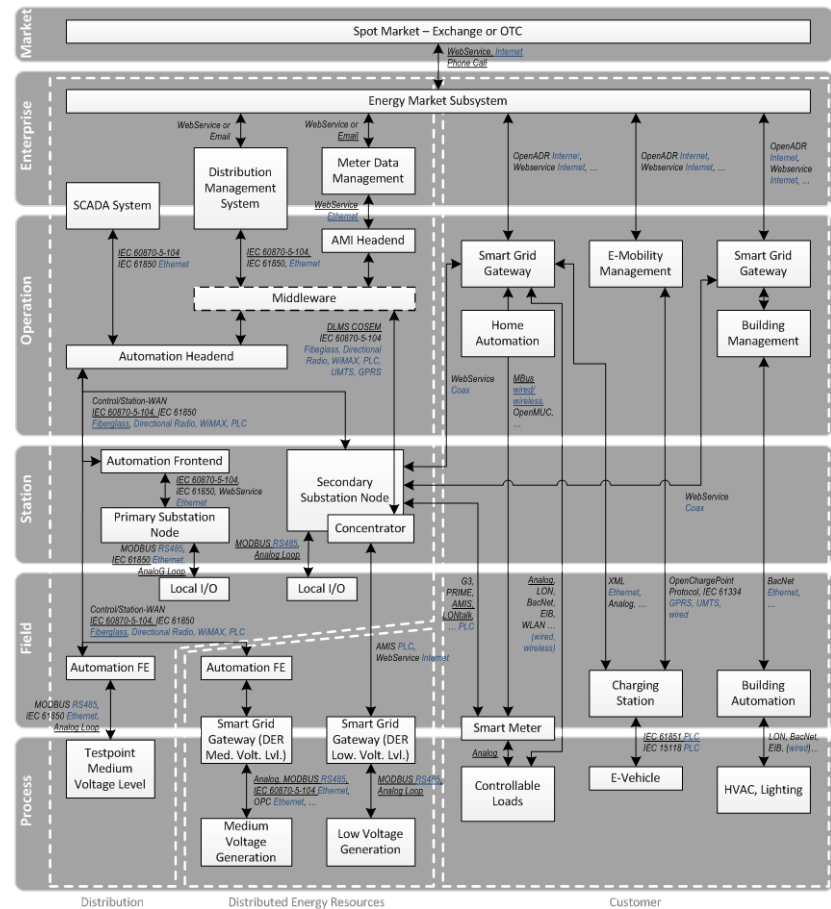 Market
Spot Market – Exchange or OTC
WebService, Internet
Phone Call
Enterprise
Energy Market Subsystem
WebService or
Email
WebService or
Email
OpenADR Internet,
Webservice Internet, ...
OpenADR Internet,
Webservice Internet, ...
OpenADR
Internet,
Webservice
Internet, ...
SCADA System
Distribution
Management
System
Meter Data
Management
WebService
Ethernet
Operation
IEC 60870-5-104
IEC 61850 Ethernet
IEC 60870-5-104,
IEC 61850, Ethernet
AMI Headend
Smart Grid
Gateway
E-Mobility
Management
Smart Grid
Gateway
Middleware
Home
Automation
Building
Management
DLMS COSEM
IEC 60870-5-104
Fibeglass, Directional
Radio, WiMAX, PLC,
UMTS, GPRS
Automation Headend
WebService
Coax
MBus
wired/
wireless,
OpenMUC,
...
Control/Station-WAN
IEC 60870-5-104, IEC 61850
Fiberglass, Directional Radio, WiMAX, PLC
Station
Automation Frontend
IEC 60870-5-104,
IEC 61850, WebService
Ethernet
Secondary
Substation Node
Concentrator
WebService
Coax
Primary Substation
Node
MODBUS RS485,
IEC 61850 Ethernet,
AnaloG Loop
MODBUS RS485,
Analog Loop
Local I/O
Local I/O
Field
Control/Station-WAN
IEC 60870-5-104, IEC 61850
Fiberglass, Directional Radio, WiMAX, PLC
AMIS PLC,
WebService Internet
G3,
PRIME,
AMIS,
LONtalk,
... PLC
Analog,
LON,
BacNet,
EIB,
WLAN ...
(wired,
wireless)
XML
Ethernet,
Analog, ...
OpenChargePoint
Protocol, IEC 61334
GPRS, UMTS,
wired
BacNet
Ethernet,
...
Automation FE
Automation FE
MODBUS RS485,
IEC 61850 Ethernet,
Analog Loop
Charging
Station
Building
Automation
Smart Grid
Gateway (DER
Med. Volt. Lvl.)
Smart Grid
Gateway (DER
Low. Volt. Lvl.)
Smart Meter
Process
Testpoint
Medium
Voltage Level
Analog, MODBUS RS485,
IEC 60870-5-104 Ethernet,
OPC Ethernet, ...
MODBUS RS485,
Analog Loop
Analog
IEC 61851 PLC
IEC 15118 PLC
LON, BacNet,
EIB, (wired) ...
Controllable
Loads
E-Vehicle
HVAC, Lighting
Medium
Voltage
Generation
Low Voltage
Generation
Distribution
Distributed Energy Resources
Customer